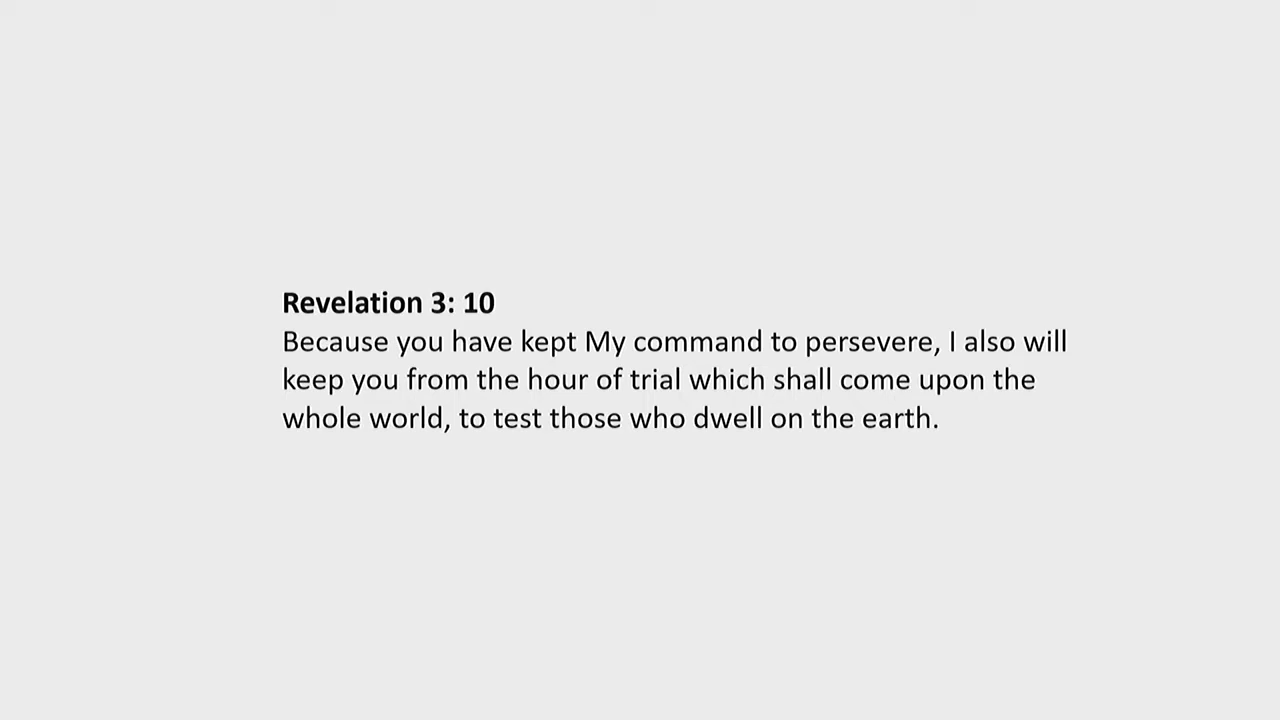 Revelation 3: 10
Because you have kept My command to persevere, I also will
keep you from the hour of trial which shall come upon the
whole world, to test those who dwell on the earth.